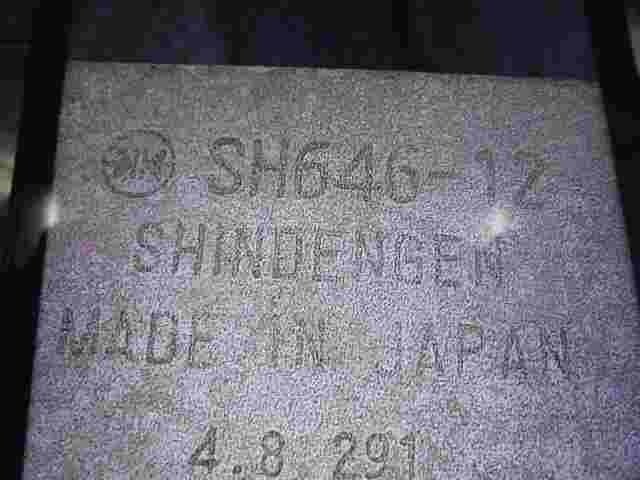 SH646-12
SHINDENGEN
MADE IN JAPAN
4.8 291